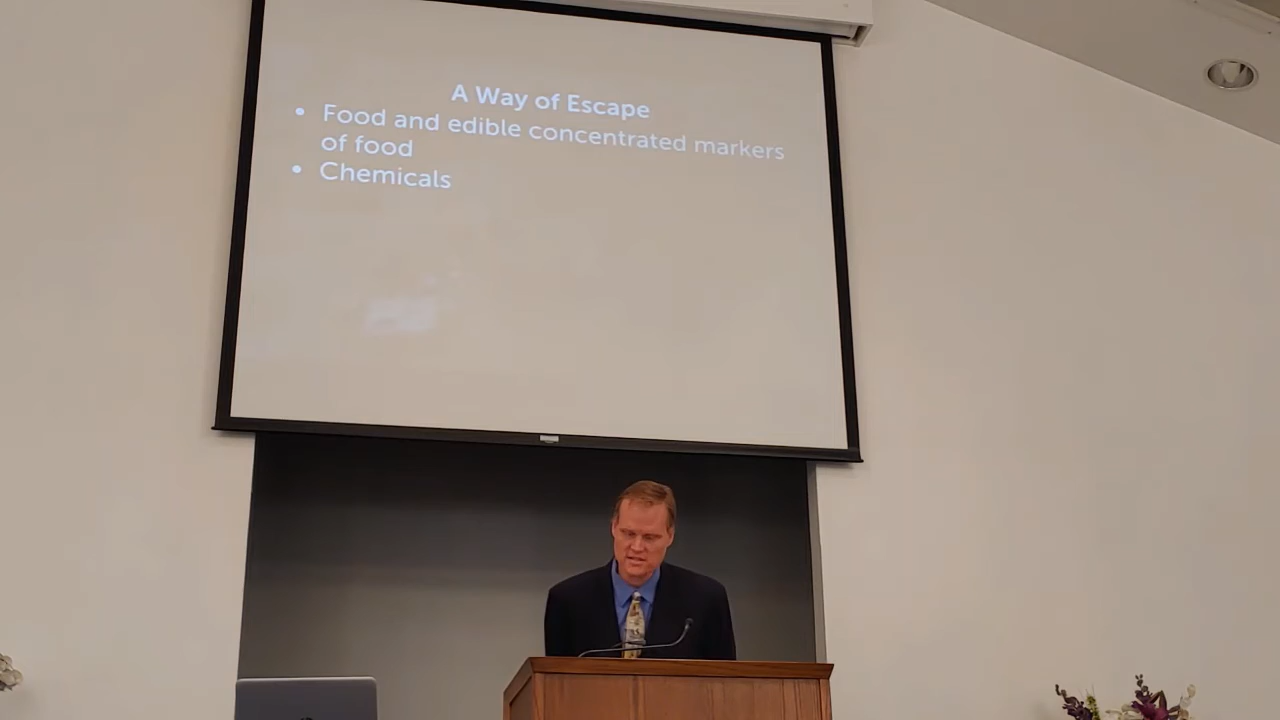 A Way of Escape
• Food and edible concentrated markers
of food
• Chemicals